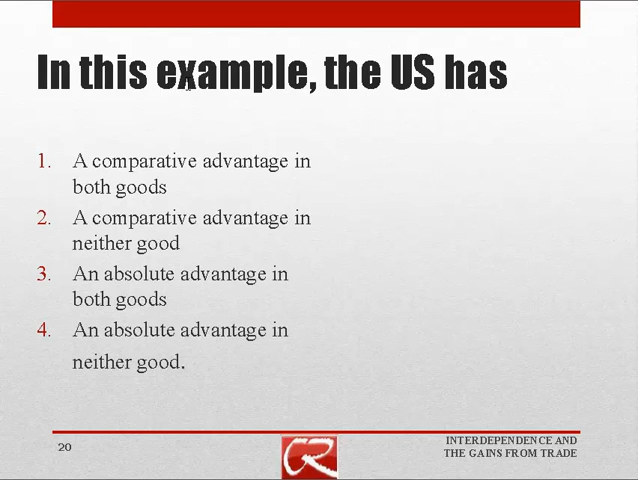 In this example, the US has
1. A comparative advantage in
both goods
2. A comparative advantage in
neither good
3. An absolute advantage in
both goods
4. An absolute advantage in
neither good.
20
INTERDEPENDENCE AND
THE GAINS FROM TRADE
CR